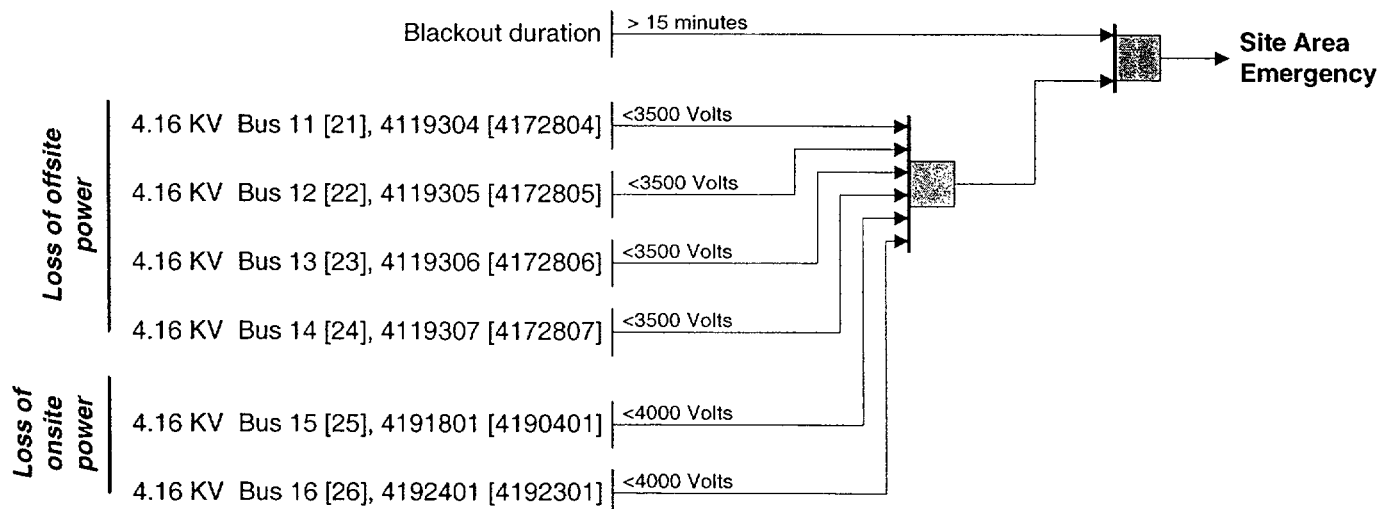 Blackout duration > 15 minutes
Site Area
Emergency
Loss of offsite
power
4.16 KV Bus 11 [21], 4119304 [4172804] <3500 Volts
4.16 KV Bus 12 [22], 4119305 [4172805] <3500 Volts
4.16 KV Bus 13 [23], 4119306 [4172806] <3500 Volts
4.16 KV Bus 14 [24], 4119307 [4172807] <3500 Volts
Loss of
onsite
power
4.16 KV Bus 15 [25], 4191801 [4190401] <4000 Volts
4.16 KV Bus 16 [26], 4192401 [4192301] <4000 Volts